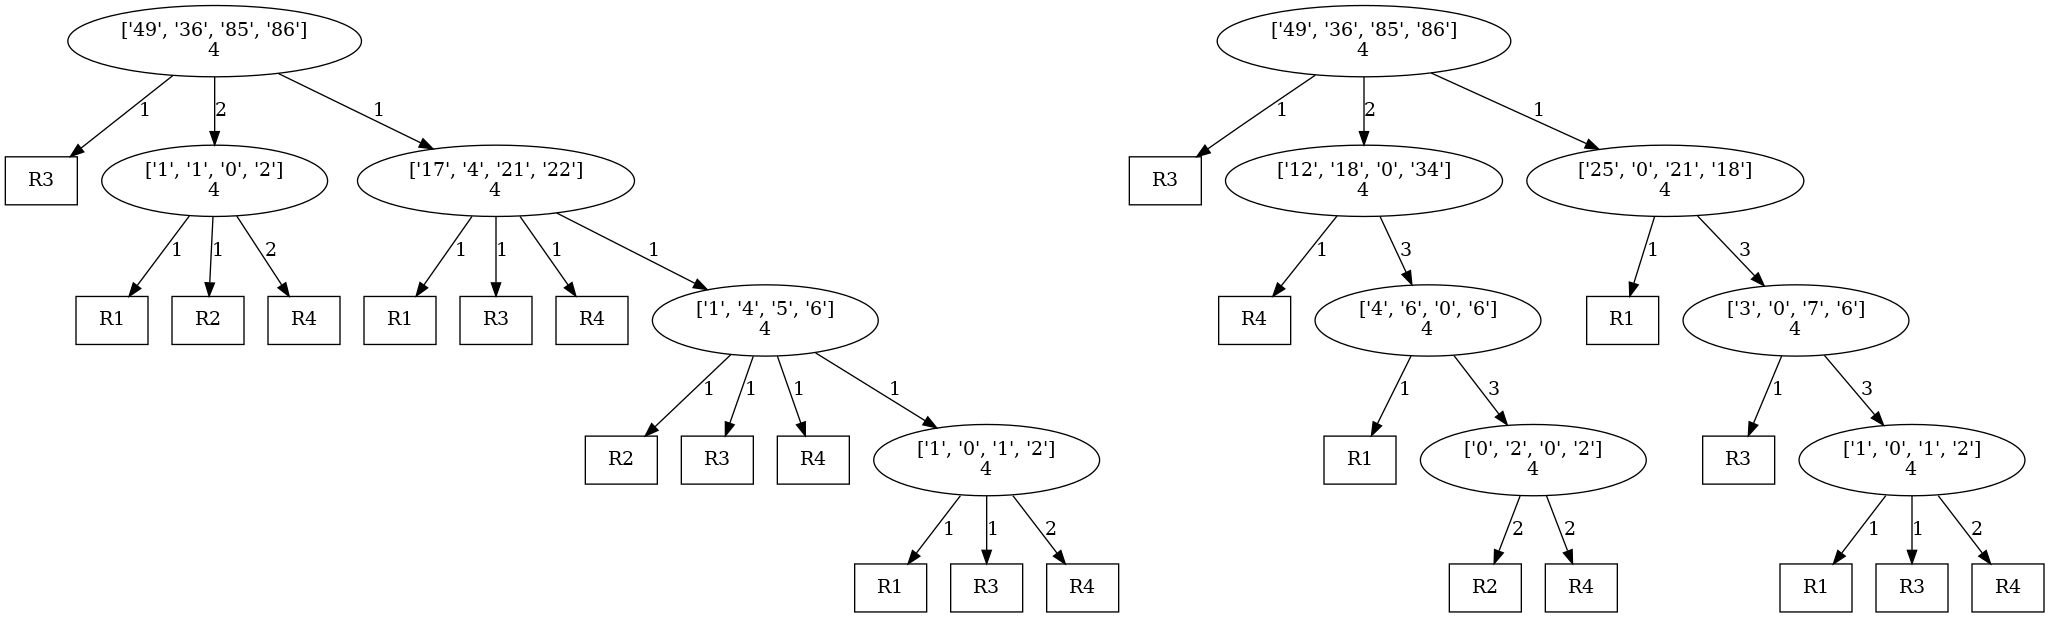 ['49', '36', '85', '86']
4
['49', '36', '85', '86']
4
1
2
1
1
2
1
R3
['1', '1', '0', '2']
4
['17', '4', '21', '22']
4
R3
['12', '18', '0', '34']
4
['25', '0', '21', '18']
4
1
1
2
1
1
1
1
1
3
1
3
R1
R2
R4
R1
R3
R4
['1', '4', '5', '6']
4
R4
['4', '6', '0', '6']
4
R1
['3', '0', '7', '6']
4
1
1
1
1
1
3
1
3
R2
R3
R4
['1', '0', '1', '2']
4
R1
['0', '2', '0', '2']
4
R3
['1', '0', '1', '2']
4
1
1
2
2
2
1
1
2
R1
R3
R4
R2
R4
R1
R3
R4